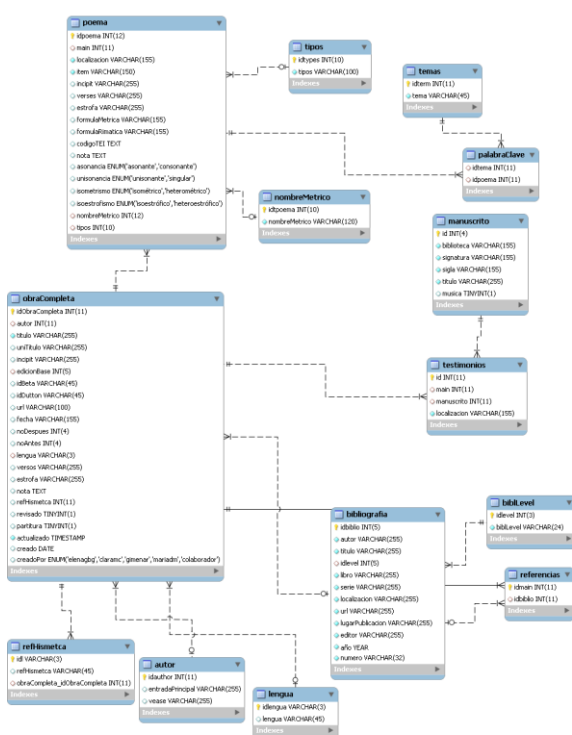 poema
idpoema INT(12)
main INT(11)
localizacion VARCHAR(155)
item VARCHAR(150)
incipit VARCHAR(255)
verses VARCHAR(255)
estrofa VARCHAR(255)
formulaMetrica VARCHAR(155)
formulaRimatica VARCHAR(155)
codigoTEI TEXT
nota TEXT
asonancia ENUM('asonante','consonante')
unisonancia ENUM('unisonante','singular')
isometrismo ENUM('isométrico','heterométrico')
isoestrofismo ENUM('isoestrófico','heteroestrófico')
nombreMetrico INT(12)
tipos INT(10)
Indexes
tipos
idtypes INT(10)
tipos VARCHAR(100)
Indexes
temas
idterm INT(11)
tema VARCHAR(45)
Indexes
palabraClave
idtema INT(11)
idpoema INT(11)
Indexes
nombreMetrico
idtpoema INT(10)
nombreMetrico VARCHAR(120)
Indexes
manuscrito
id INT(4)
biblioteca VARCHAR(155)
signatura VARCHAR(155)
sigla VARCHAR(155)
titulo VARCHAR(255)
musica TINYINT(1)
Indexes
obraCompleta
idObraCompleta INT(11)
autor INT(11)
titulo VARCHAR(255)
uniTitulo VARCHAR(255)
incipit VARCHAR(255)
edicionBase INT(5)
idBeta VARCHAR(45)
idDutton VARCHAR(45)
url VARCHAR(100)
fecha VARCHAR(155)
noDespues INT(4)
noAntes INT(4)
lengua VARCHAR(3)
versos VARCHAR(255)
estrofa VARCHAR(255)
nota TEXT
refHismetca INT(11)
revisado TINYINT(1)
partitura TINYINT(1)
actualizado TIMESTAMP
creado DATE
creadoPor ENUM('elenagbg','daramc','gimenar','mariadm','colaborador')
Indexes
testimonios
id INT(11)
main INT(11)
manuscrito INT(11)
localizacion VARCHAR(155)
Indexes
bibliografia
idbiblio INT(5)
autor VARCHAR(255)
titulo VARCHAR(255)
idlevel INT(5)
libro VARCHAR(255)
serie VARCHAR(255)
localizacion VARCHAR(255)
url VARCHAR(255)
lugarPublicacion VARCHAR(255)
editor VARCHAR(255)
año YEAR
numero VARCHAR(32)
Indexes
biblLevel
idlevel INT(3)
biblLevel VARCHAR(24)
Indexes
referencias
idmain INT(11)
idbiblio INT(11)
Indexes
refHismetca
id VARCHAR(3)
refHismetca VARCHAR(45)
obraCompleta_idObraCompleta INT(11)
Indexes
autor
idauthor INT(11)
entradaPrincipal VARCHAR(255)
vease VARCHAR(255)
Indexes
lengua
idlengua VARCHAR(3)
lengua VARCHAR(45)
Indexes